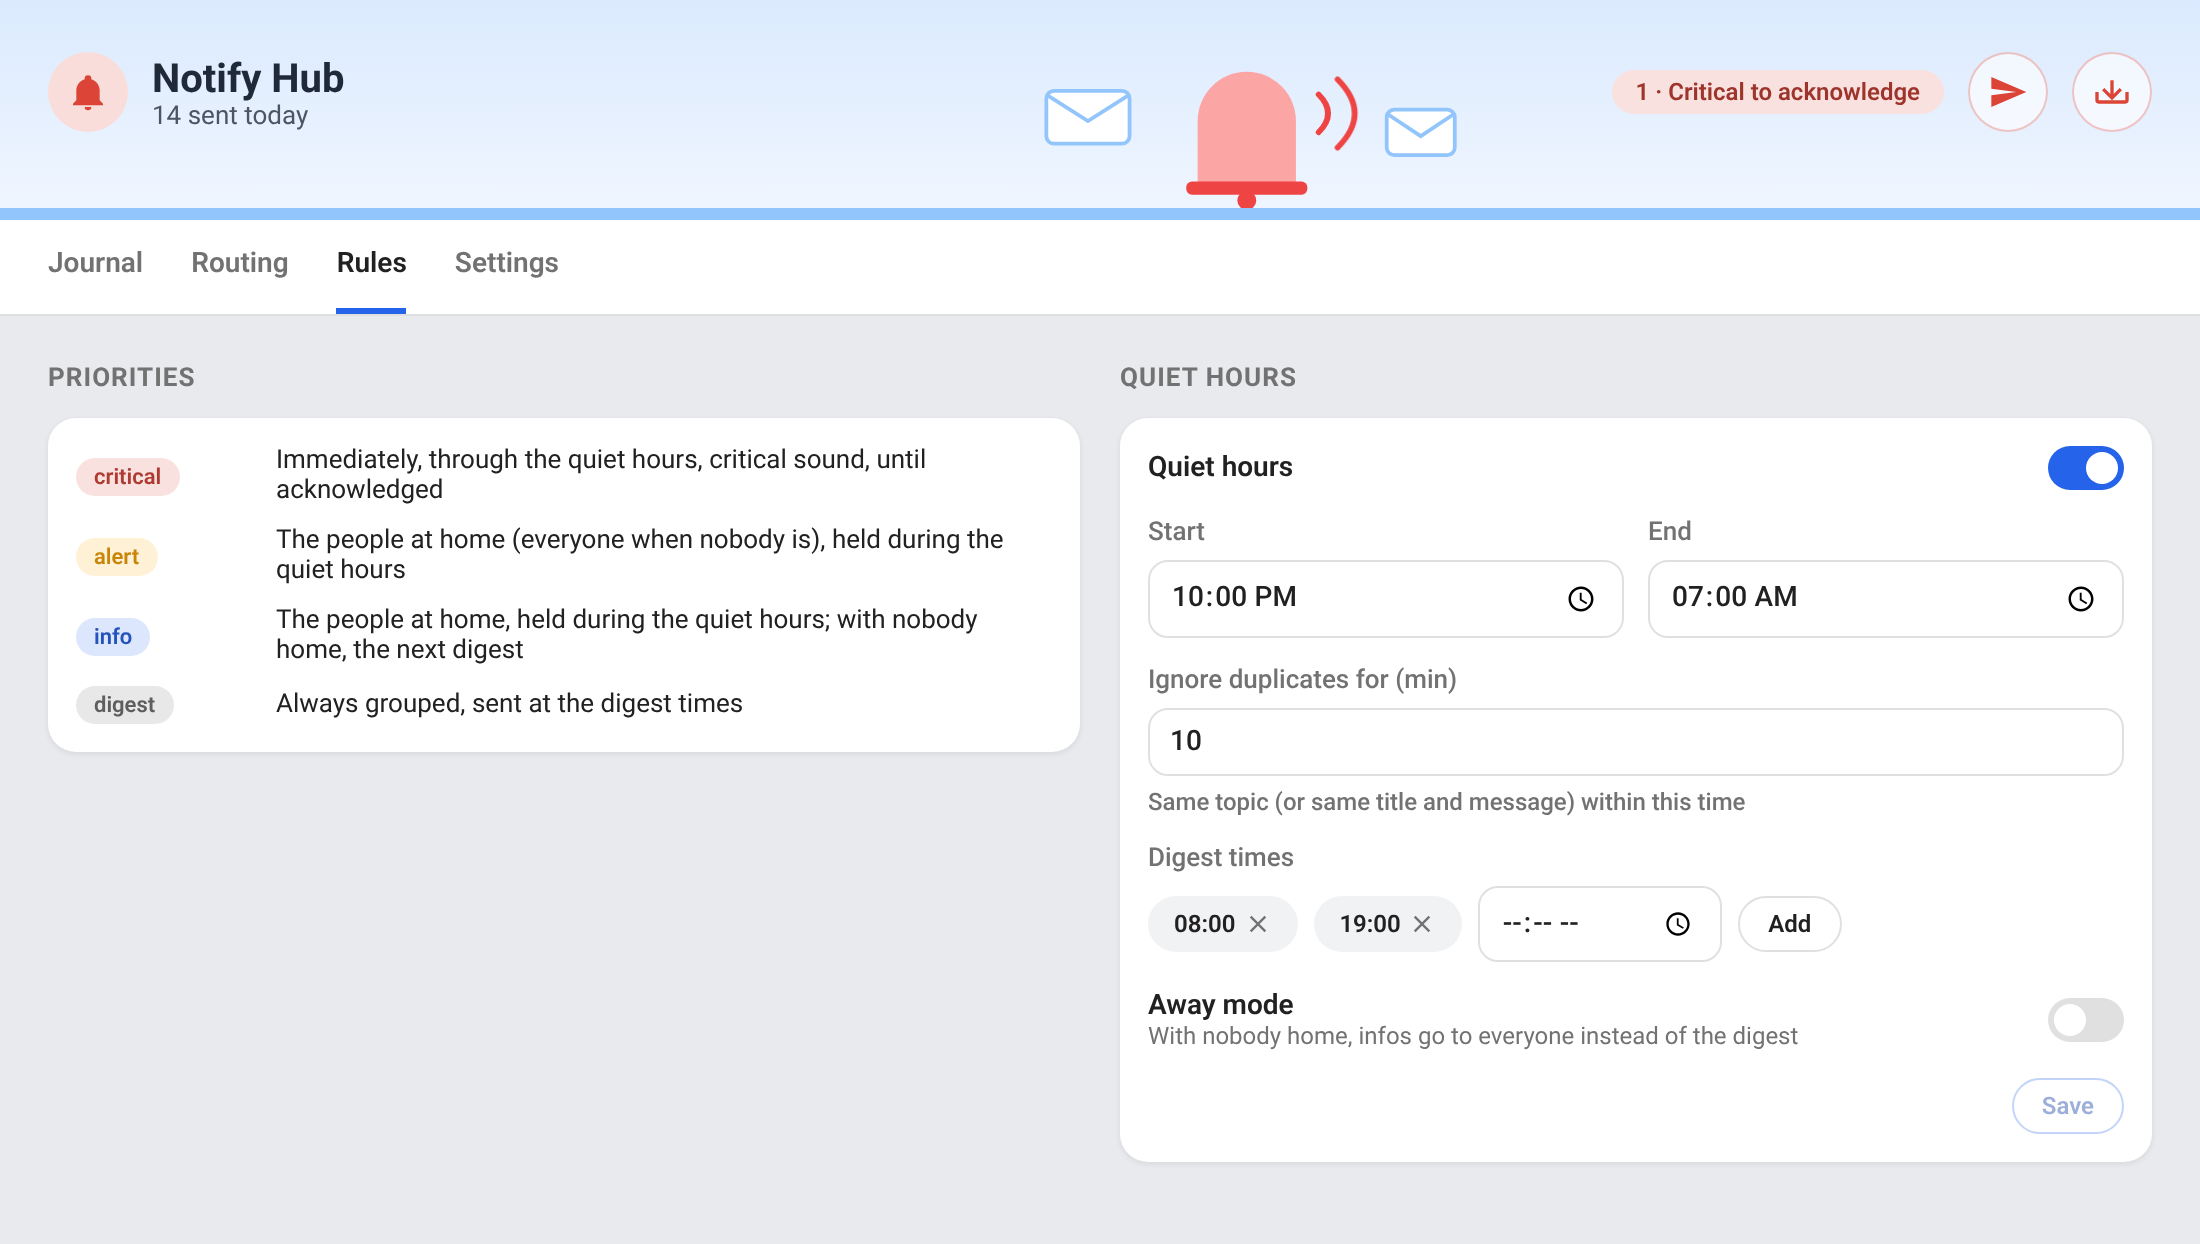 Notify Hub
14 sent today
1 · Critical to acknowledge
Journal
Routing
Rules
Settings
PRIORITIES
critical
Immediately, through the quiet hours, critical sound, until
acknowledged
alert
The people at home (everyone when nobody is), held during the
quiet hours
info
The people at home, held during the quiet hours; with nobody
home, the next digest
digest
Always grouped, sent at the digest times
QUIET HOURS
Quiet hours
Start
End
10:00 PM
07:00 AM
Ignore duplicates for (min)
10
Same topic (or same title and message) within this time
Digest times
08:00
19:00
--:-- --
Add
Away mode
With nobody home, infos go to everyone instead of the digest
Save